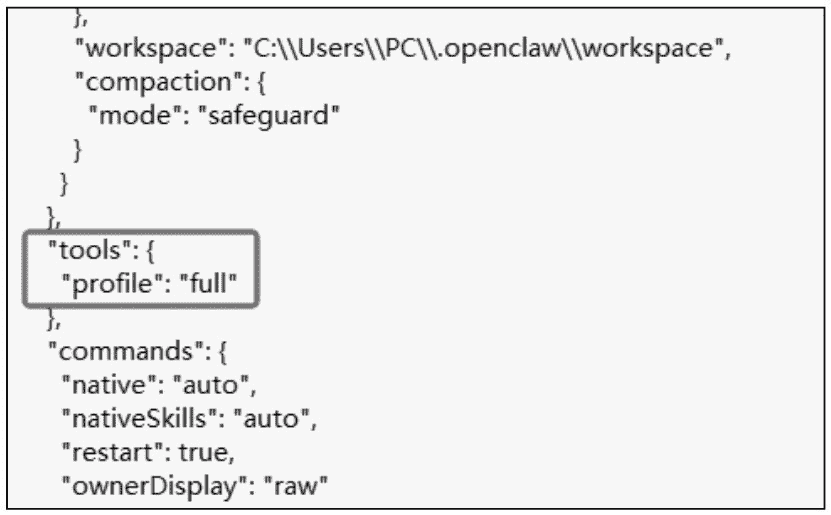 },
"workspace": "C:\\Users\\PC\\.openclaw\\workspace",
"compaction": {
"mode": "safeguard"
}
}
},
"tools": {
"profile": "full"
},
"commands": {
"native": "auto",
"nativeSkills": "auto",
"restart": true,
"ownerDisplay": "raw"